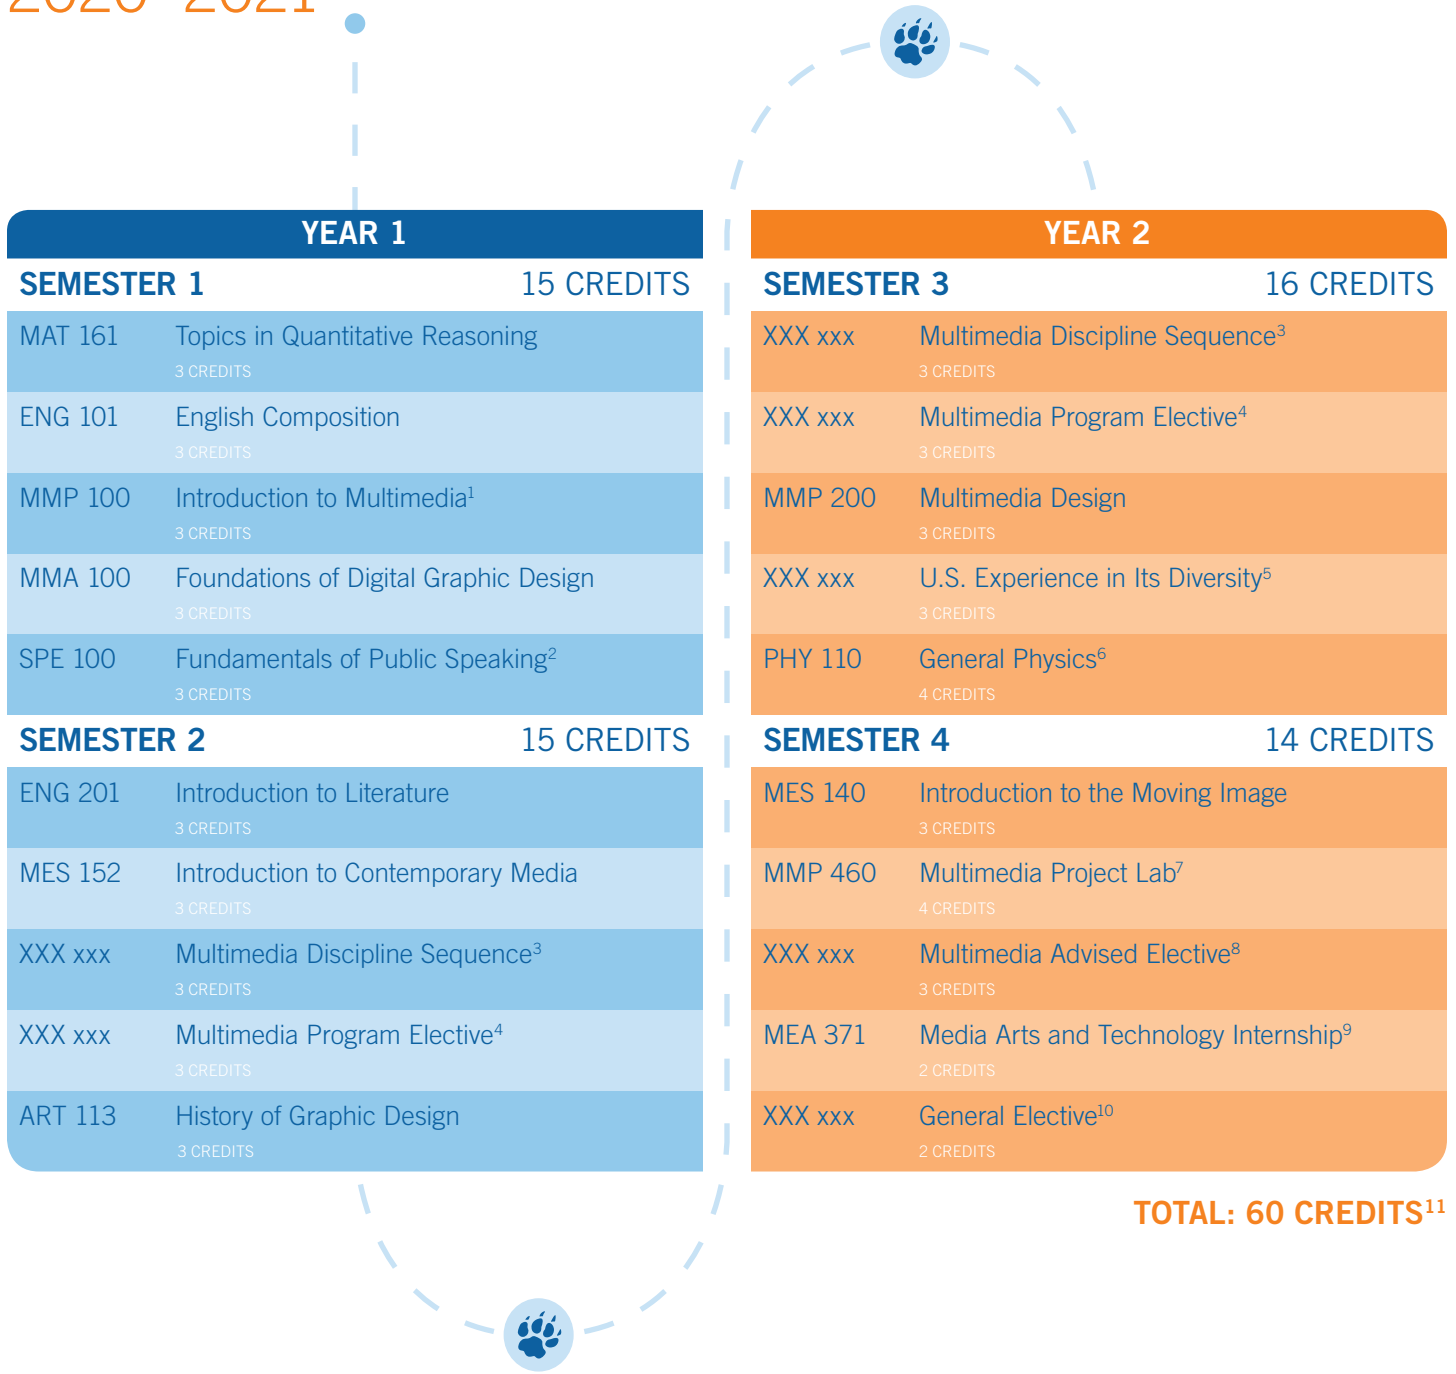 2020–2021
YEAR 1
SEMESTER 1 15 CREDITS
MAT 161 Topics in Quantitative Reasoning
3 CREDITS
ENG 101 English Composition
3 CREDITS
MMP 100 Introduction to Multimedia¹
3 CREDITS
MMA 100 Foundations of Digital Graphic Design
3 CREDITS
SPE 100 Fundamentals of Public Speaking²
3 CREDITS
SEMESTER 2 15 CREDITS
ENG 201 Introduction to Literature
3 CREDITS
MES 152 Introduction to Contemporary Media
3 CREDITS
XXX xxx Multimedia Discipline Sequence³
3 CREDITS
XXX xxx Multimedia Program Elective⁴
3 CREDITS
ART 113 History of Graphic Design
3 CREDITS
YEAR 2
SEMESTER 3 16 CREDITS
XXX xxx Multimedia Discipline Sequence³
3 CREDITS
XXX xxx Multimedia Program Elective⁴
3 CREDITS
MMP 200 Multimedia Design
3 CREDITS
XXX xxx U.S. Experience in Its Diversity⁵
3 CREDITS
PHY 110 General Physics⁶
4 CREDITS
SEMESTER 4 14 CREDITS
MES 140 Introduction to the Moving Image
3 CREDITS
MMP 460 Multimedia Project Lab⁷
4 CREDITS
XXX xxx Multimedia Advised Elective⁸
3 CREDITS
MEA 371 Media Arts and Technology Internship⁹
2 CREDITS
XXX xxx General Elective¹⁰
2 CREDITS
TOTAL: 60 CREDITS¹¹